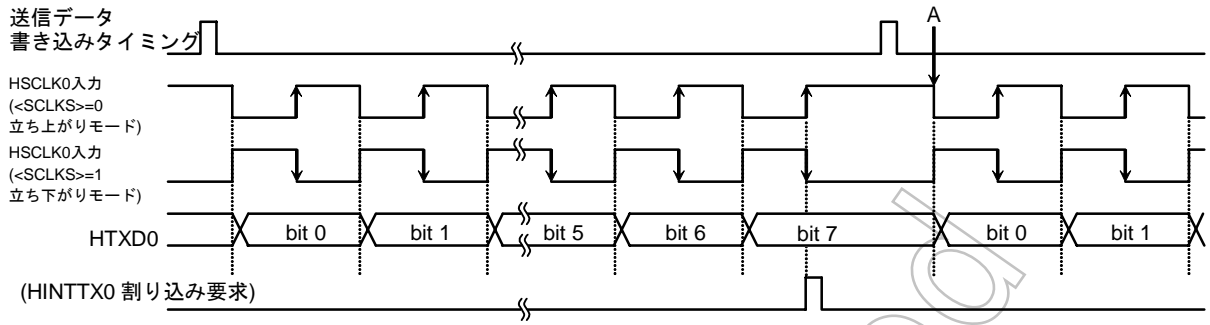 送信データ
書き込みタイミング
A
HSCLK0入力
(<SCLKS>=0
立ち上がりモード)
HSCLK0入力
(<SCLKS>=1
立ち下がりモード)
HTXD0
bit 0
bit 1
bit 5
bit 6
bit 7
bit 0
bit 1
(HINTTX0 割り込み要求)